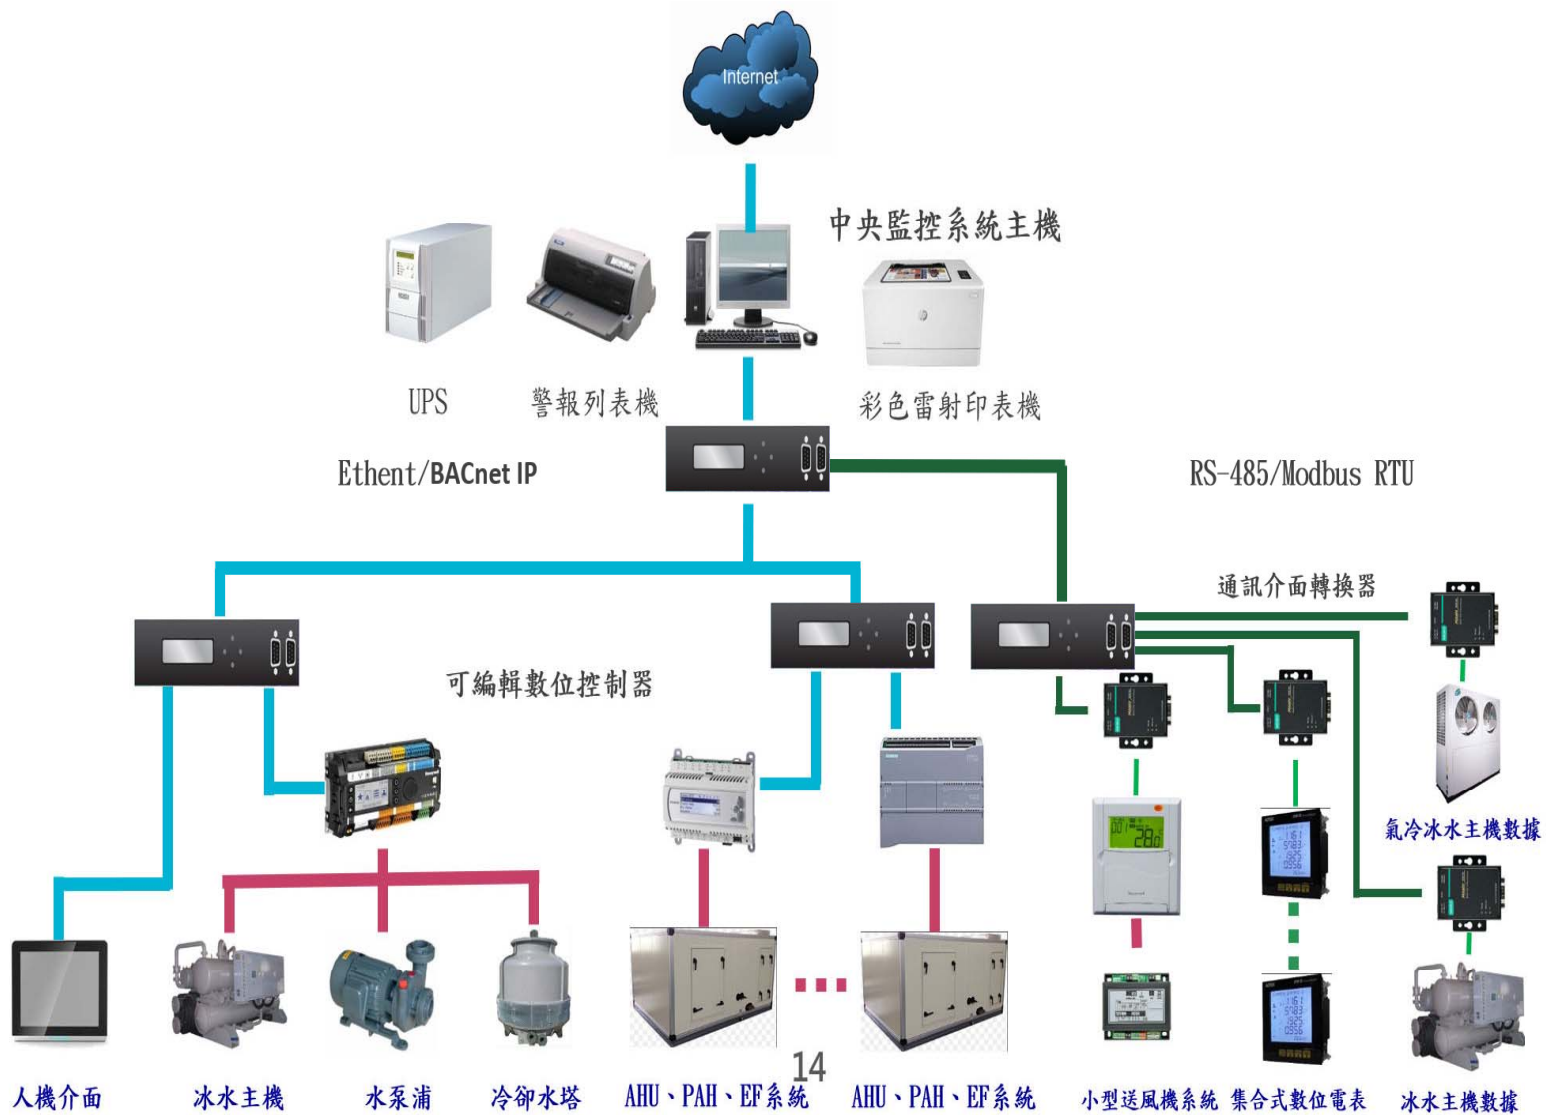 Internet
中央監控系統主機
UPS
警報列表機
彩色雷射印表機
Ethent/BACnet IP
RS-485/Modbus RTU
通訊介面轉換器
可編輯數位控制器
28.0
氣冷冰水主機數據
14
人機介面
冰水主機
水泵浦
冷卻水塔
AHU、PAH、EF系統
AHU、PAH、EF系統
小型送風機系統
集合式數位電表
冰水主機數據